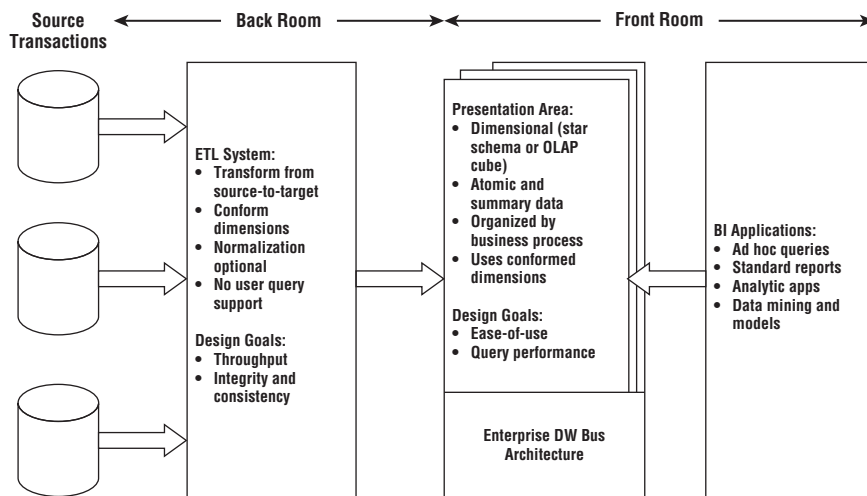 Source
Transactions
Back Room
Front Room
ETL System:
• Transform from
source-to-target
• Conform
dimensions
• Normalization
optional
• No user query
support
Design Goals:
• Throughput
• Integrity and
consistency
Presentation Area:
• Dimensional (star
schema or OLAP
cube)
• Atomic and
summary data
• Organized by
business process
• Uses conformed
dimensions
Design Goals:
• Ease-of-use
• Query performance
Enterprise DW Bus
Architecture
BI Applications:
• Ad hoc queries
• Standard reports
• Analytic apps
• Data mining and
models